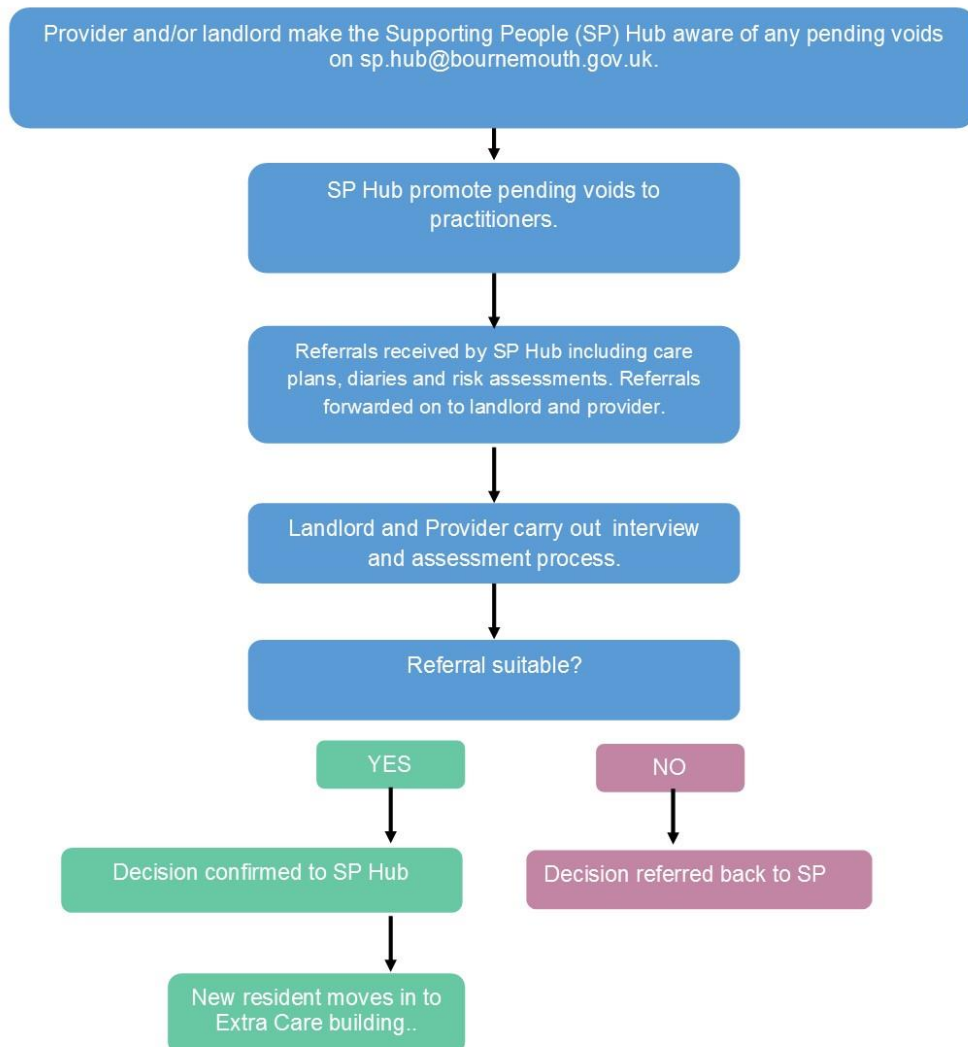 Provider and/or landlord make the Supporting People (SP) Hub aware of any pending voids
on sp.hub@bournemouth.gov.uk.
SP Hub promote pending voids to
practitioners.
Referrals received by SP Hub including care
plans, diaries and risk assessments. Referrals
forwarded on to landlord and provider.
Landlord and Provider carry out interview
and assessment process.
Referral suitable?
YES
NO
Decision confirmed to SP Hub
Decision referred back to SP
New resident moves in to
Extra Care building..